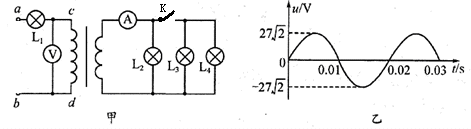 a
c
K
L₁
V
A
L₂
L₃
L₄
b
d
甲
u/V
27√2
0
0.01
0.02
0.03
t/s
-27√2
乙